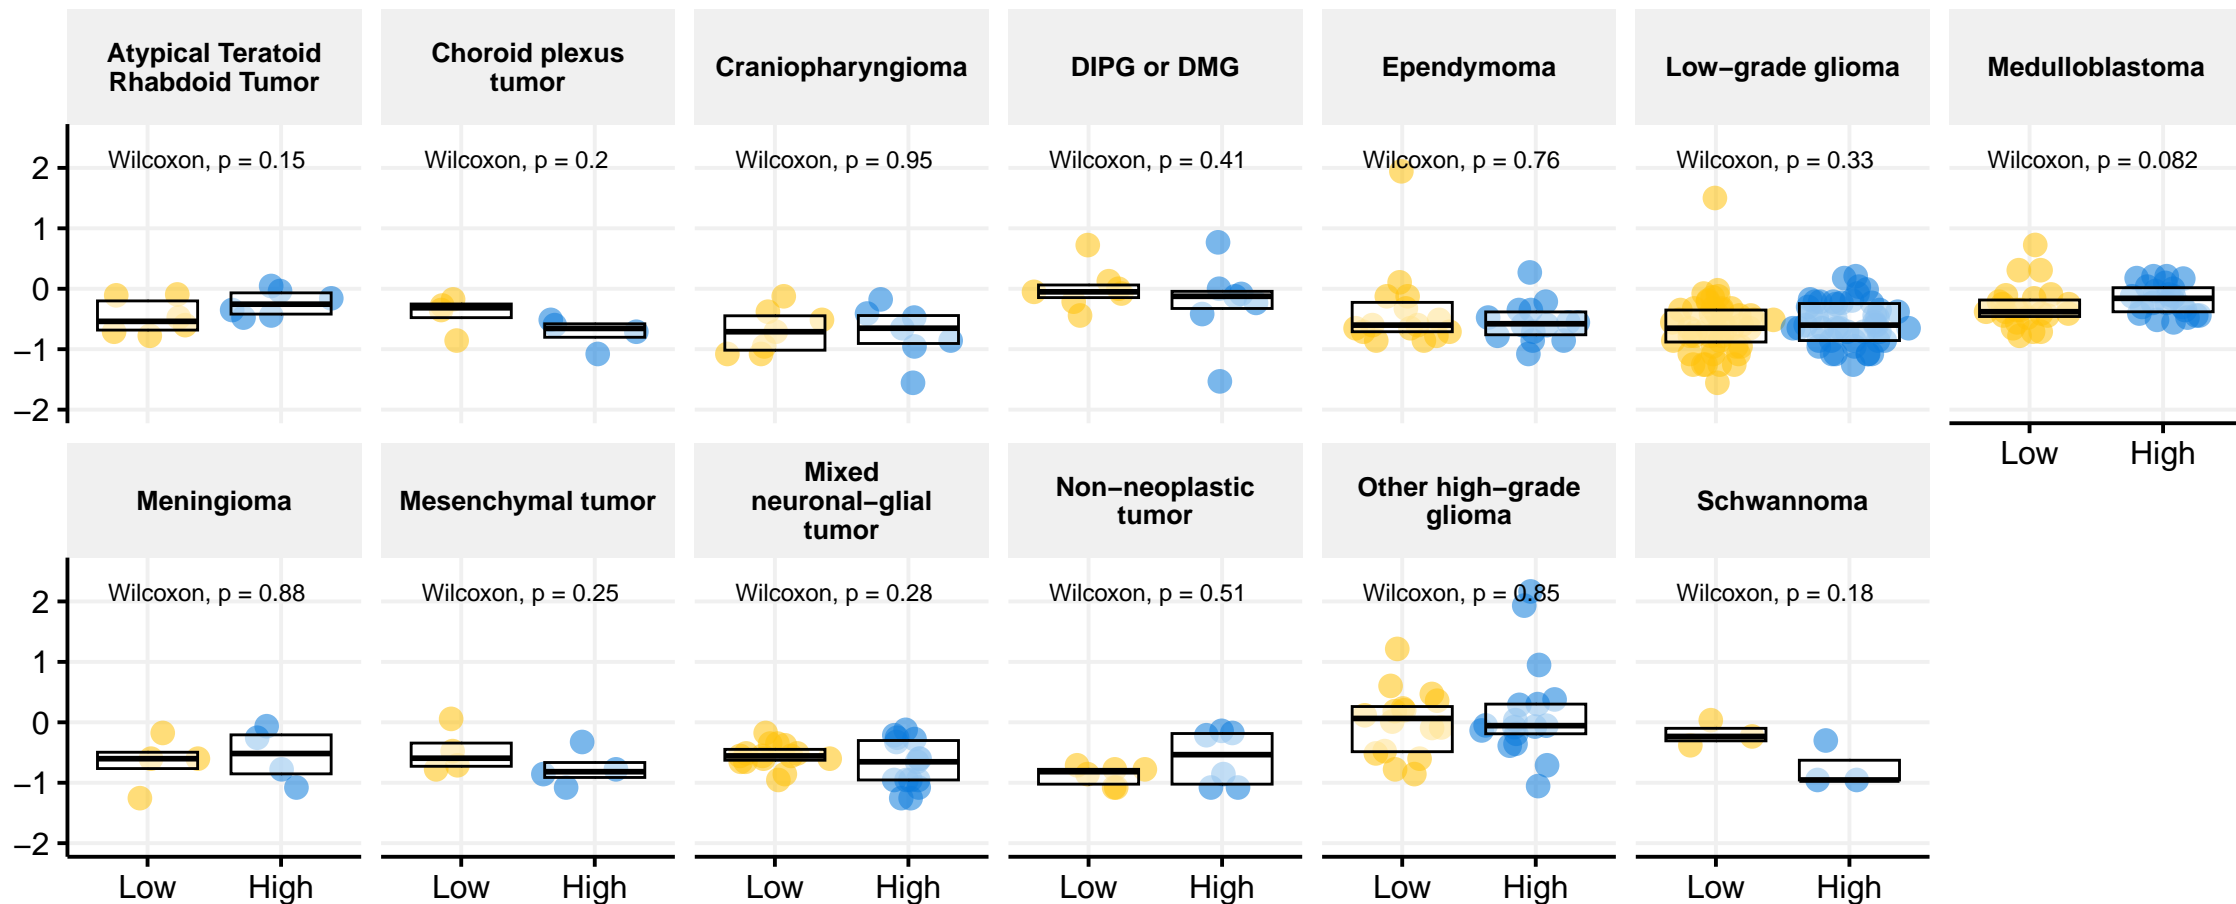 Atypical Teratoid
Rhabdoid Tumor
Choroid plexus
tumor
Craniopharyngioma
DIPG or DMG
Ependymoma
Low−grade glioma
Medulloblastoma
Wilcoxon, p = 0.15
Wilcoxon, p = 0.2
Wilcoxon, p = 0.95
Wilcoxon, p = 0.41
Wilcoxon, p = 0.76
Wilcoxon, p = 0.33
Wilcoxon, p = 0.082
2
1
0
−1
−2
Low High
Meningioma
Mesenchymal tumor
Mixed
neuronal−glial
tumor
Non−neoplastic
tumor
Other high−grade
glioma
Schwannoma
Wilcoxon, p = 0.88
Wilcoxon, p = 0.25
Wilcoxon, p = 0.28
Wilcoxon, p = 0.51
Wilcoxon, p = 0.85
Wilcoxon, p = 0.18
2
1
0
−1
−2
Low High
Low High
Low High
Low High
Low High
Low High